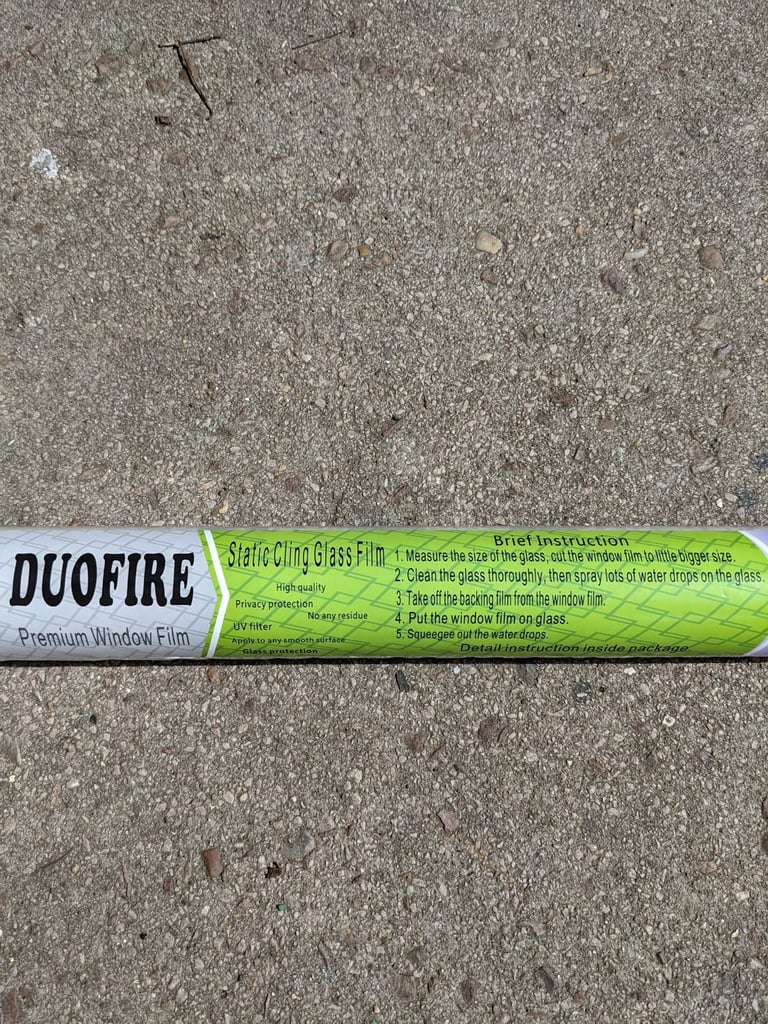 DUOFIRE
Premium Window Film
Static Cling Glass Film
High quality
Privacy protection
No any residue
UV filter
Apply to any smooth surface
Glass protection
Brief Instruction
1. Measure the size of the glass, cut the window film to little bigger size.
2. Clean the glass thoroughly, then spray lots of water drops on the glass.
3. Take off the backing film from the window film.
4. Put the window film on glass.
5. Squeegee out the water drops.
Detail instruction inside package.